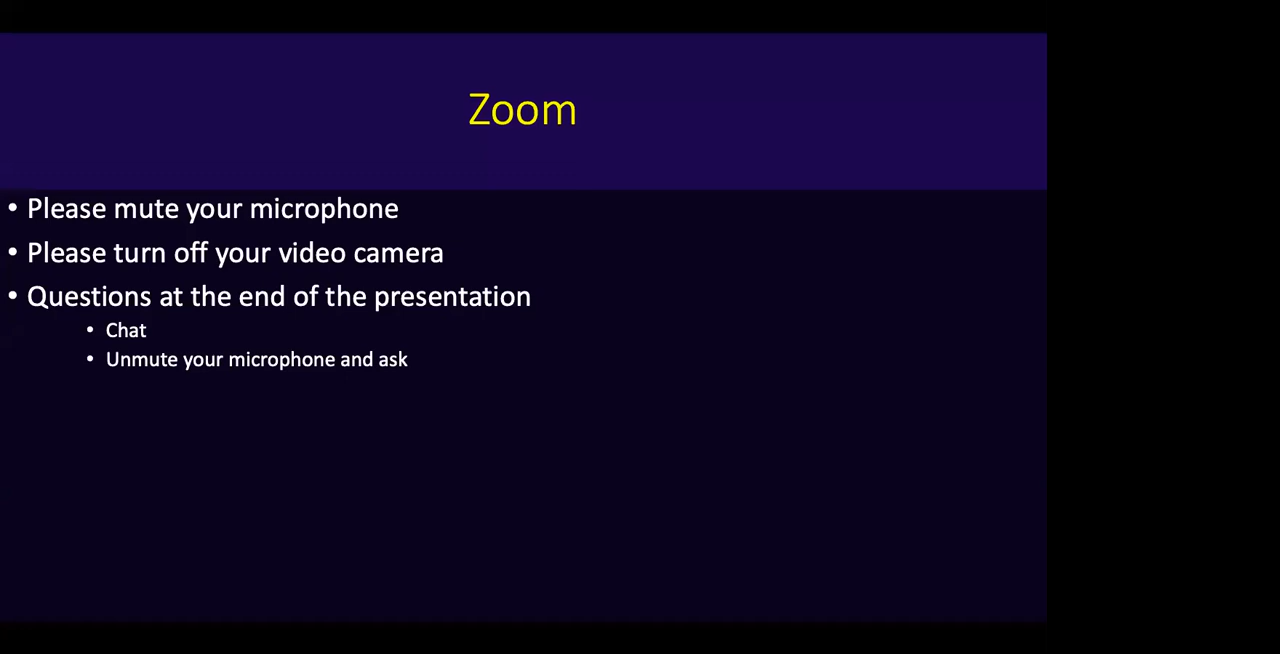 Zoom
• Please mute your microphone
• Please turn off your video camera
• Questions at the end of the presentation
• Chat
• Unmute your microphone and ask